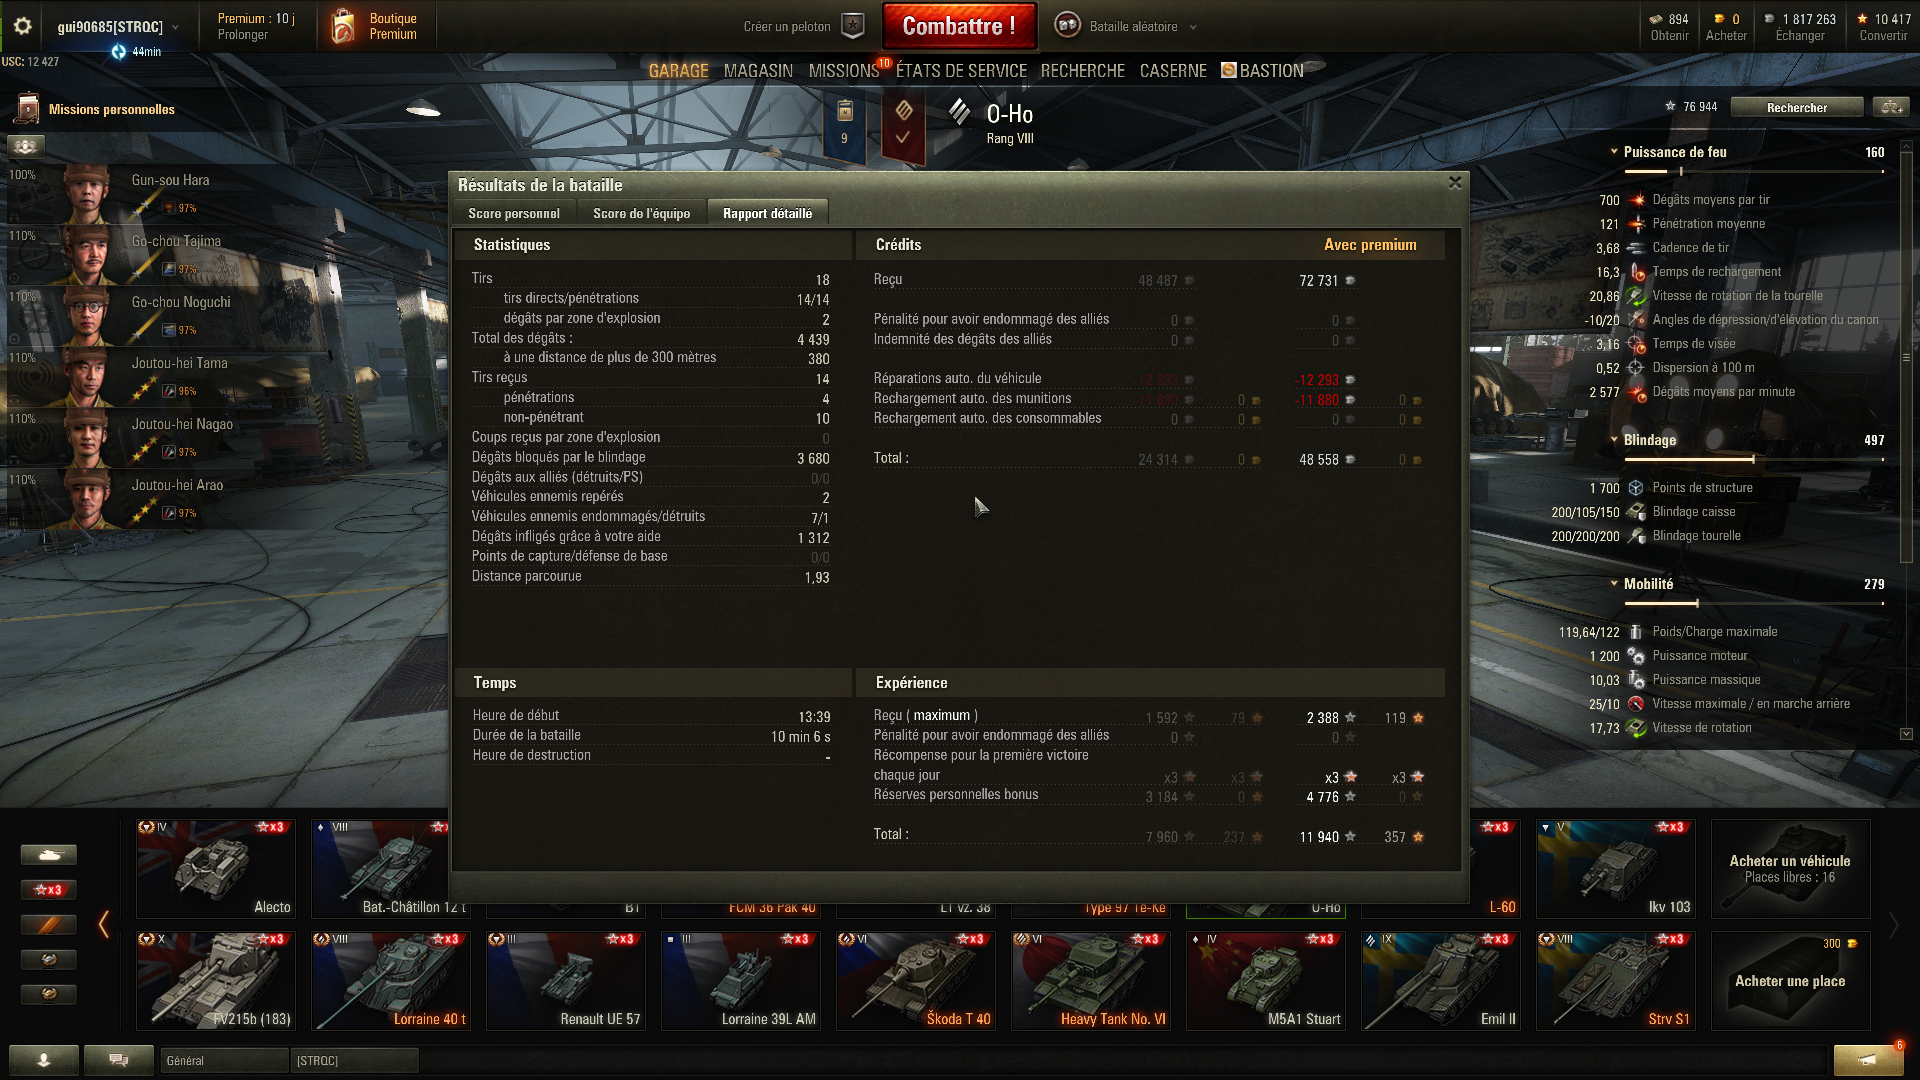 gui90685[STRQC]
44min
Premium : 10 j
Prolonger
Boutique
Premium
Créer un peloton
Combattre !
Bataille aléatoire
894
Obtenir
0
Acheter
1 817 263
Échanger
10 417
Convertir
USC: 12 427
GARAGE MAGASIN MISSIONS 10 ÉTATS DE SERVICE RECHERCHE CASERNE BASTION
Missions personnelles
9
O-Ho
Rang VIII
76 944
Rechercher
100%
Gun-sou Hara
97%
110%
Go-chou Tajima
97%
110%
Go-chou Noguchi
97%
110%
Joutou-hei Tama
96%
110%
Joutou-hei Nagao
97%
110%
Joutou-hei Arao
97%
Résultats de la bataille
Score personnel
Score de l'équipe
Rapport détaillé
Statistiques
Tirs 18
tirs directs/pénétrations 14/14
dégâts par zone d'explosion 2
Total des dégâts : 4 439
à une distance de plus de 300 mètres 380
Tirs reçus 14
pénétrations 4
non-pénétrant 10
Coups reçus par zone d'explosion 0
Dégâts bloqués par le blindage 3 680
Dégâts aux alliés (détruits/PS) 0/0
Véhicules ennemis repérés 2
Véhicules ennemis endommagés/détruits 7/1
Dégâts infligés grâce à votre aide 1 312
Points de capture/défense de base 0/0
Distance parcourue 1,93
Crédits Avec premium
Reçu 48 487 72 731
Pénalité pour avoir endommagé des alliés 0 0
Indemnité des dégâts des alliés 0 0
Réparations auto. du véhicule -12 293 -12 293
Rechargement auto. des munitions -11 880 0 -11 880 0
Rechargement auto. des consommables 0 0 0 0
Total : 24 314 0 48 558 0
Temps
Heure de début 13:39
Durée de la bataille 10 min 6 s
Heure de destruction -
Expérience
Reçu ( maximum ) 1 592 79 2 388 119
Pénalité pour avoir endommagé des alliés 0 0
Récompense pour la première victoire
chaque jour x3 x3 x3 x3
Réserves personnelles bonus 3 184 0 4 776 0
Total : 7 960 237 11 940 357
Puissance de feu 160
700 Dégâts moyens par tir
121 Pénétration moyenne
3,68 Cadence de tir
16,3 Temps de rechargement
20,86 Vitesse de rotation de la tourelle
-10/20 Angles de dépression/d'élévation du canon
3,16 Temps de visée
0,52 Dispersion à 100 m
2 577 Dégâts moyens par minute
Blindage 497
1 700 Points de structure
200/105/150 Blindage caisse
200/200/200 Blindage tourelle
Mobilité 279
119,64/122 Poids/Charge maximale
1 200 Puissance moteur
10,03 Puissance massique
25/10 Vitesse maximale / en marche arrière
17,73 Vitesse de rotation
x3
IV x3
Alecto
VIII
Bat.-Châtillon 12 t
B1
FCM 36 Pak 40
LT vz. 38
Type 97 Te-Ke
O-Ho
x3
L-60
V x3
Ikv 103
Acheter un véhicule
Places libres : 16
X x3
FV215b (183)
VIII x3
Lorraine 40 t
III x3
Renault UE 57
III x3
Lorraine 39L AM
VI x3
Škoda T 40
VI x3
Heavy Tank No. VI
IV x3
M5A1 Stuart
IX x3
Emil II
VIII x3
Strv S1
300
Acheter une place
Général
[STRQC]
6